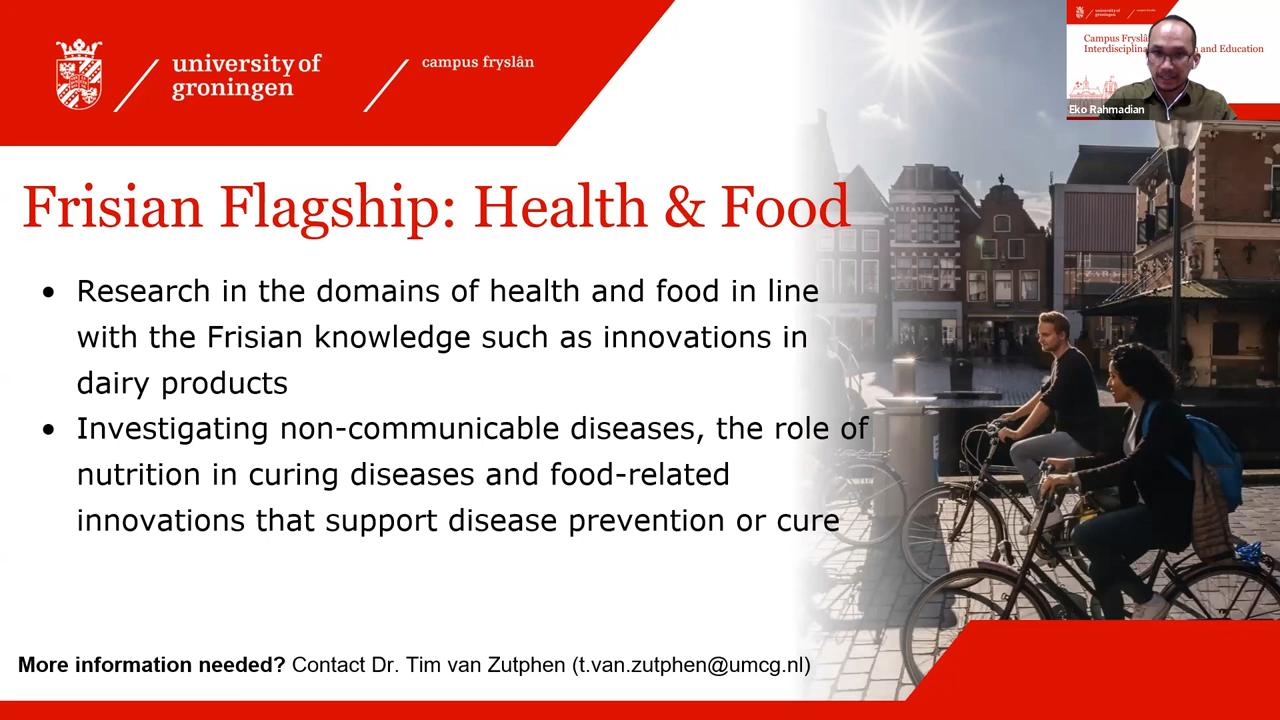 university of
groningen
campus fryslân
Campus Fryslâ
Interdisciplina and Education
Eko Rahmadian
Frisian Flagship: Health & Food
• Research in the domains of health and food in line
with the Frisian knowledge such as innovations in
dairy products
• Investigating non-communicable diseases, the role of
nutrition in curing diseases and food-related
innovations that support disease prevention or cure
More information needed? Contact Dr. Tim van Zutphen (t.van.zutphen@umcg.nl)